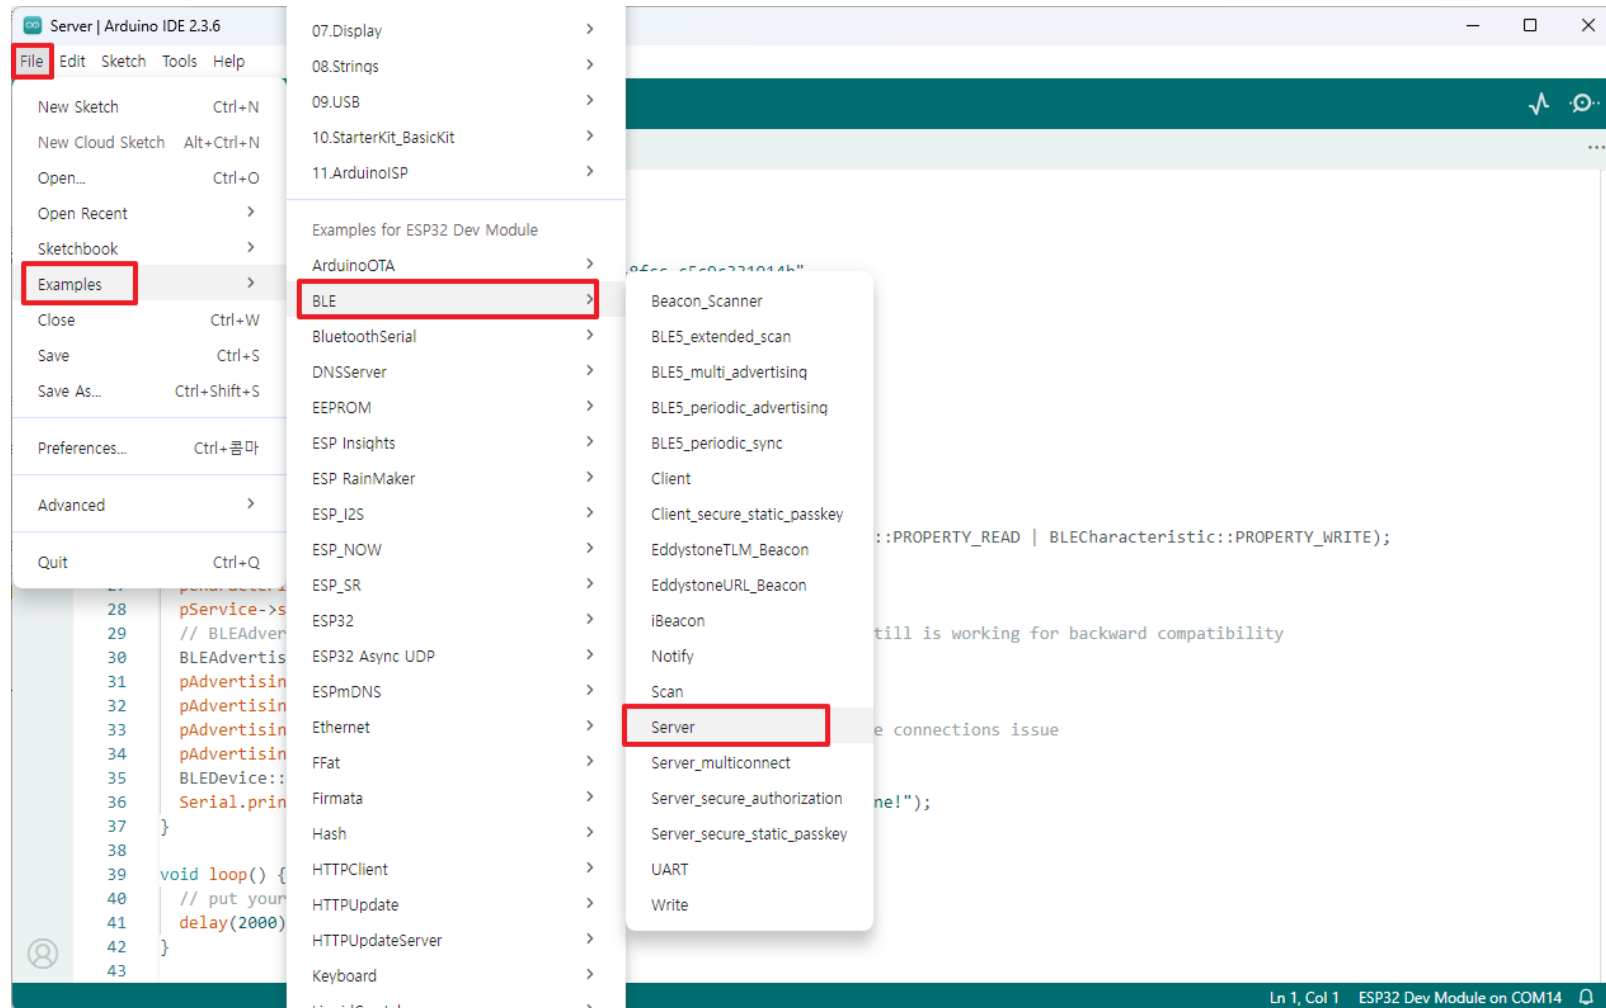 Server | Arduino IDE 2.3.6
File Edit Sketch Tools Help
New Sketch Ctrl+N
New Cloud Sketch Alt+Ctrl+N
Open... Ctrl+O
Open Recent
Sketchbook
Examples
Close Ctrl+W
Save Ctrl+S
Save As... Ctrl+Shift+S
Preferences... Ctrl+콤마
Advanced
Quit Ctrl+Q
07.Display
08.Strings
09.USB
10.StarterKit_BasicKit
11.ArduinoISP
Examples for ESP32 Dev Module
ArduinoOTA
BLE
BluetoothSerial
DNSServer
EEPROM
ESP Insights
ESP RainMaker
ESP_I2S
ESP_NOW
ESP_SR
ESP32
ESP32 Async UDP
ESPmDNS
Ethernet
FFat
Firmata
Hash
HTTPClient
HTTPUpdate
HTTPUpdateServer
Keyboard
Beacon_Scanner
BLE5_extended_scan
BLE5_multi_advertising
BLE5_periodic_advertising
BLE5_periodic_sync
Client
Client_secure_static_passkey
EddystoneTLM_Beacon
EddystoneURL_Beacon
iBeacon
Notify
Scan
Server
Server_multiconnect
Server_secure_authorization
Server_secure_static_passkey
UART
Write
::PROPERTY_READ | BLECharacteristic::PROPERTY_WRITE);
28 pService->s
29 // BLEAdver till is working for backward compatibility
30 BLEAdvertis
31 pAdvertisin
32 pAdvertisin
33 pAdvertisin e connections issue
34 pAdvertisin
35 BLEDevice::
36 Serial.prin ne!");
37 }
38
39 void loop() {
40 // put your
41 delay(2000)
42 }
43
Ln 1, Col 1 ESP32 Dev Module on COM14